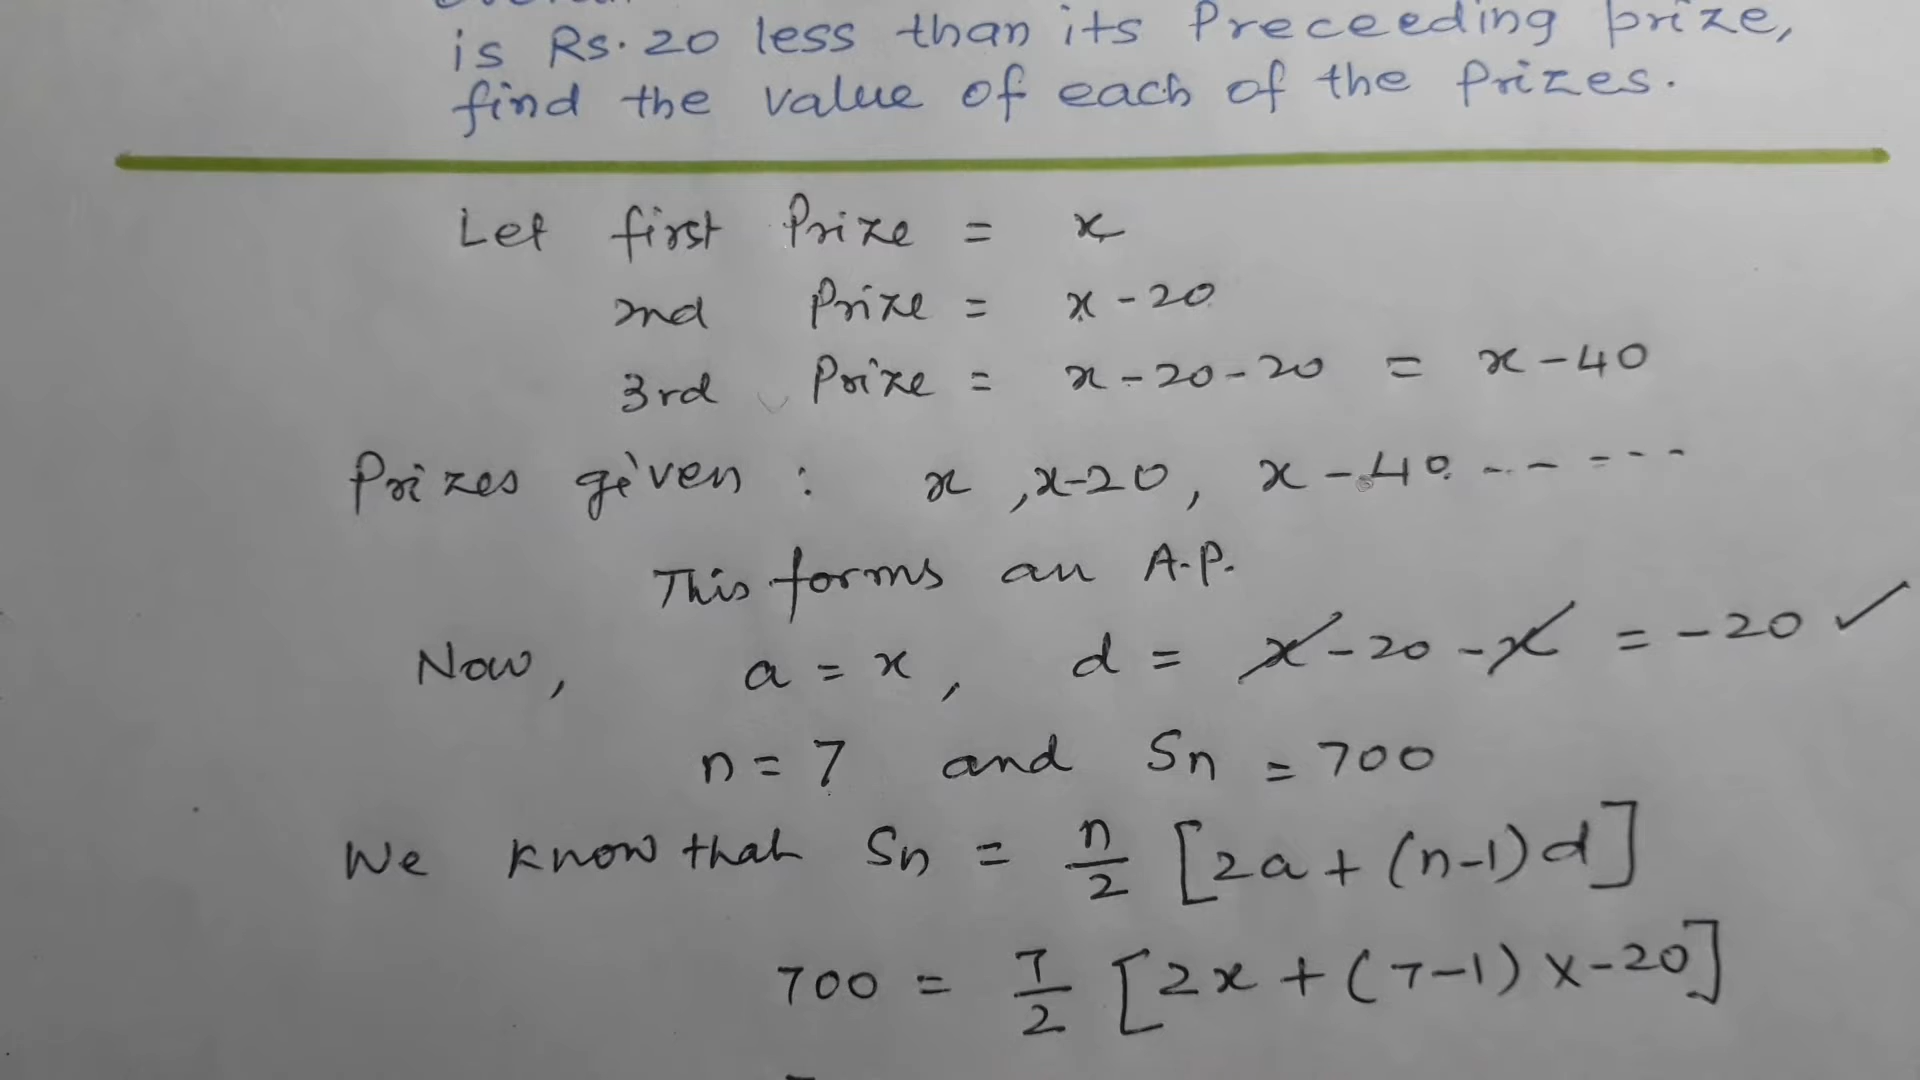 is Rs. 20 less than its Preceeding prize,
find the value of each of the Prizes.
Let first Prize = x
2nd Prize = x - 20
3rd Prize = x - 20 - 20 = x - 40
Prizes given : x , x-20 , x - 40 - - - - - -
This forms an A.P.
Now, a = x , d = x - 20 - x = - 20 ✓
n = 7 and Sn = 700
We know that Sn = n/2 [2a + (n-1) d]
700 = 7/2 [2x + (7-1) x -20]